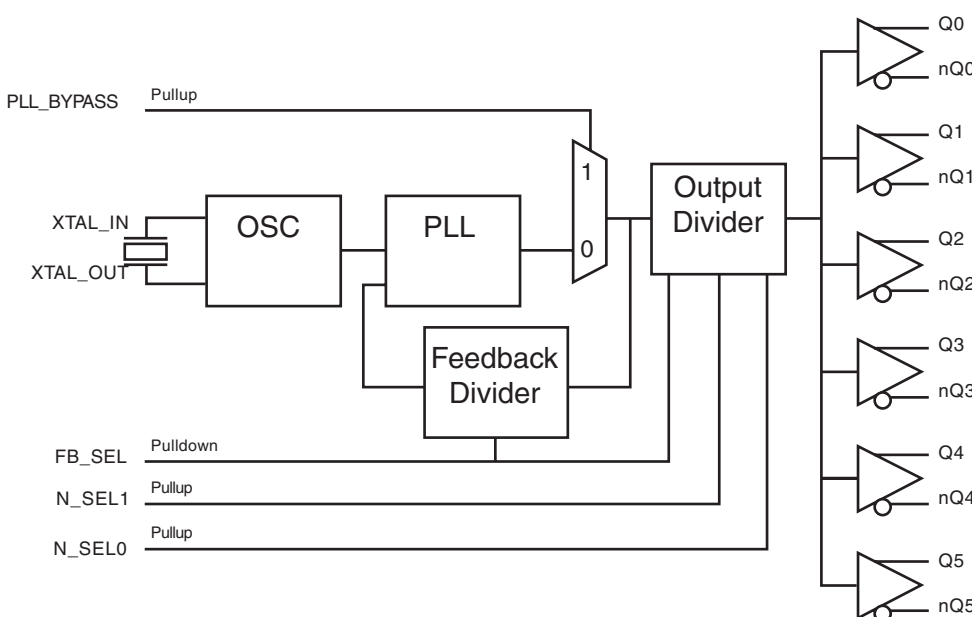 PLL_BYPASS
Pullup
XTAL_IN
XTAL_OUT
OSC
PLL
1
0
Output
Divider
Feedback
Divider
FB_SEL
Pulldown
N_SEL1
Pullup
N_SEL0
Pullup
Q0
nQ0
Q1
nQ1
Q2
nQ2
Q3
nQ3
Q4
nQ4
Q5
nQ5